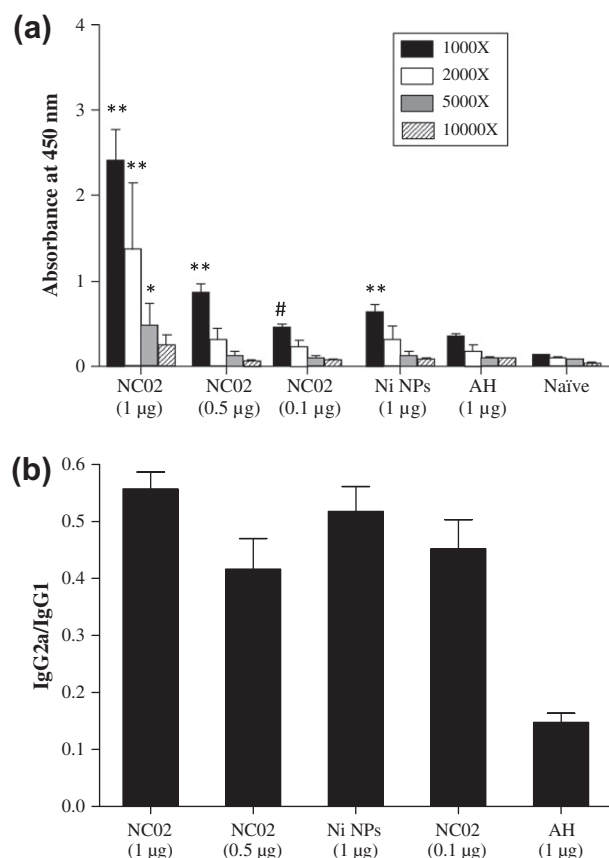 (a)
Absorbance at 450 nm
4
3
2
1
0
1000X
2000X
5000X
10000X
**
**
*
**
#
**
NC02 NC02 NC02 Ni NPs AH Naïve
(1 µg) (0.5 µg) (0.1 µg) (1 µg) (1 µg)
(b)
IgG2a/IgG1
0.6
0.5
0.4
0.3
0.2
0.1
0.0
NC02 NC02 Ni NPs NC02 AH
(1 µg) (0.5 µg) (1 µg) (0.1 µg) (1 µg)